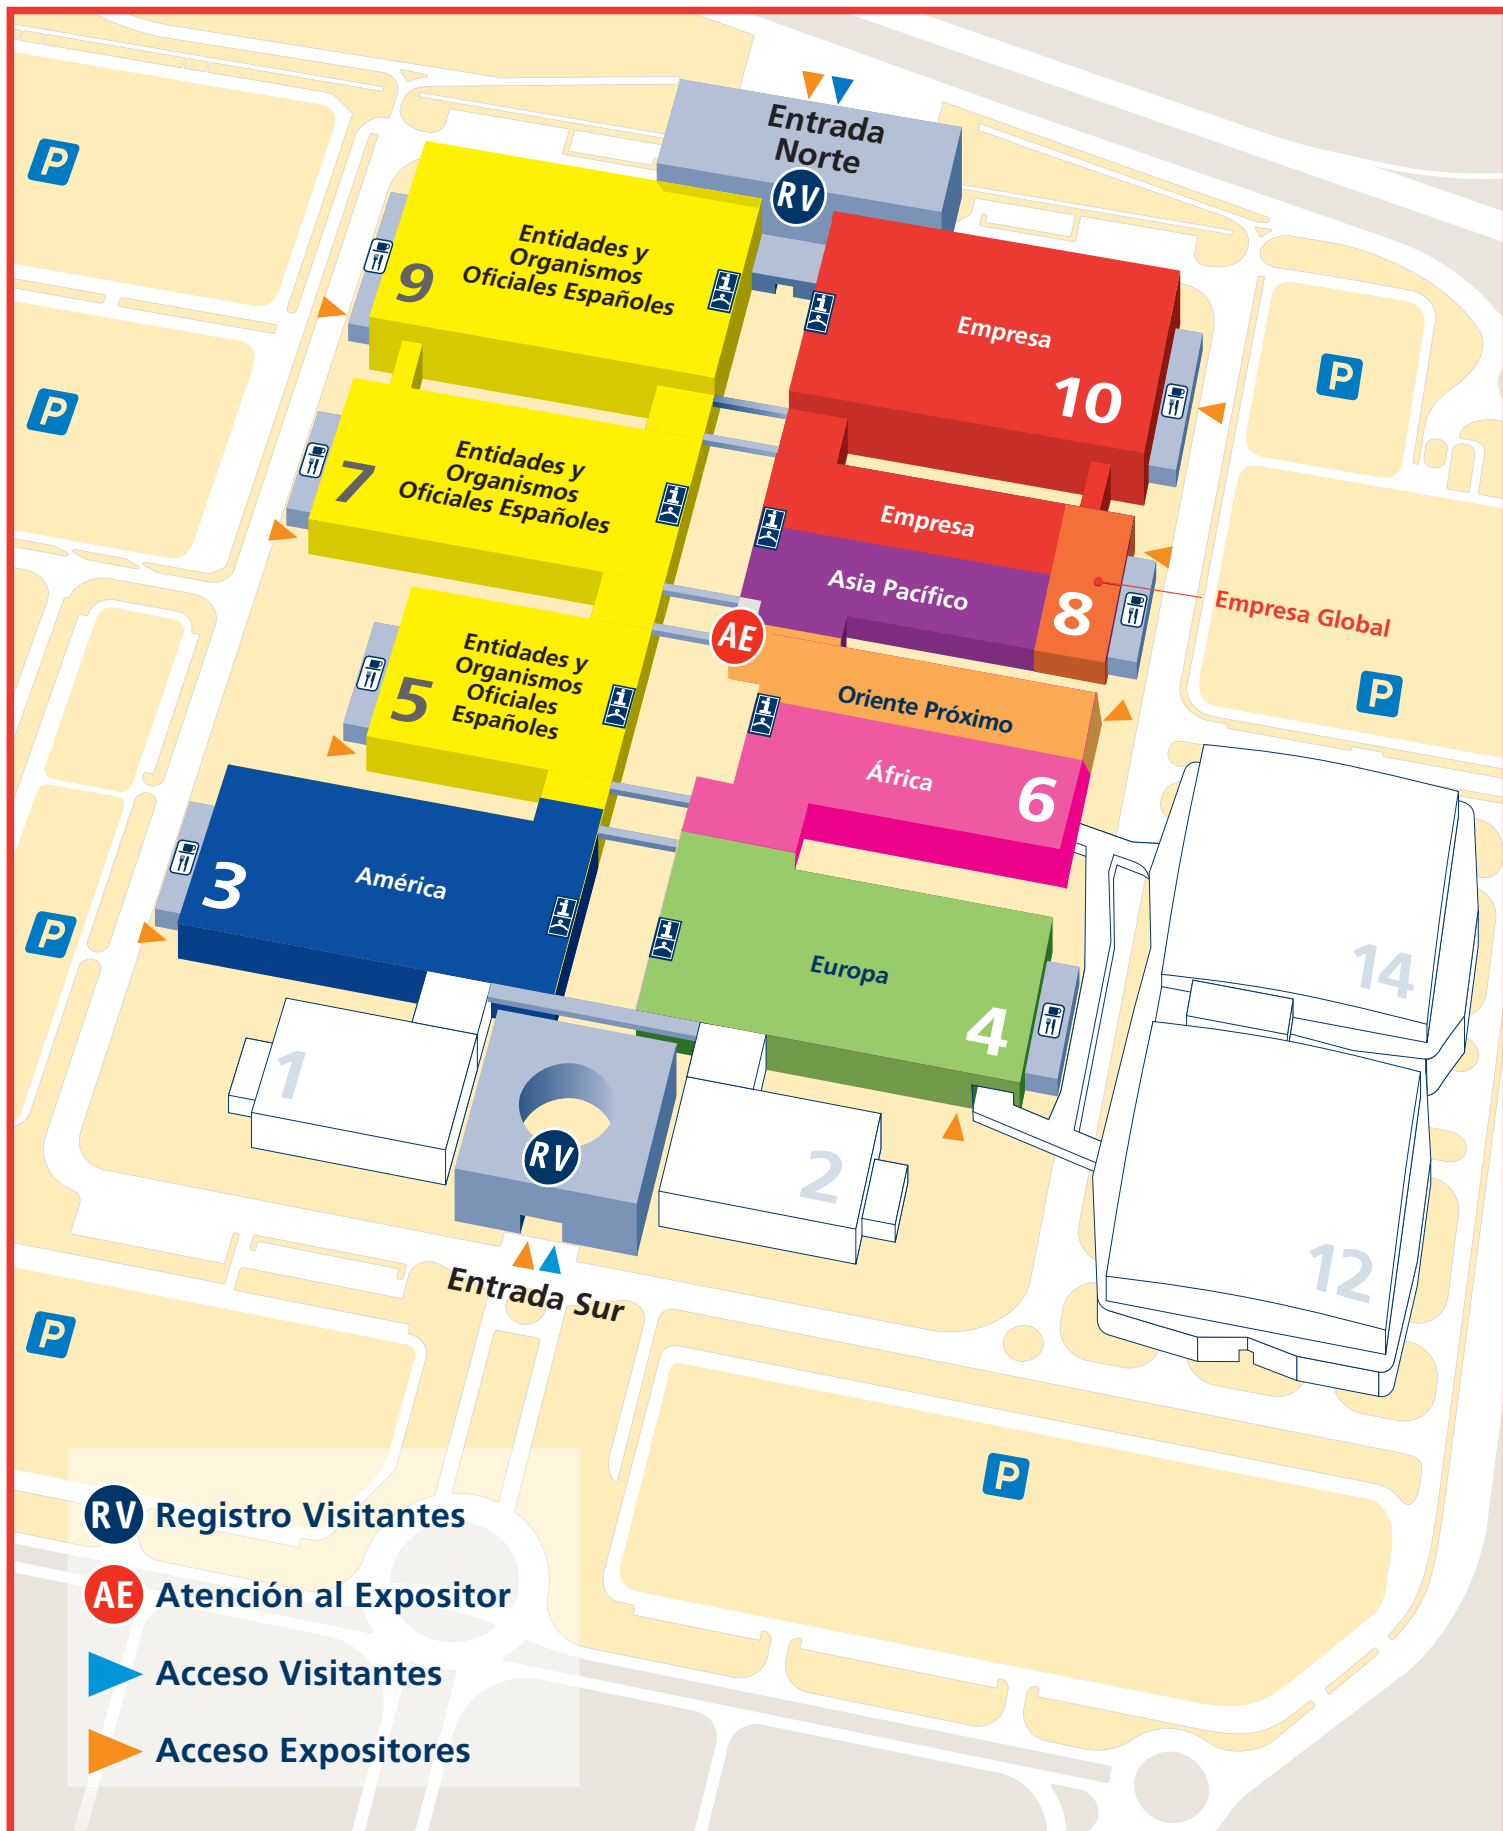 Entrada
Norte
RV
P
Entidades y
Organismos
Oficiales Españoles
9
i
i
Empresa
10
P
P
Entidades y
Organismos
Oficiales Españoles
7
i
i
Empresa
Asia Pacífico
8
Empresa Global
AE
Entidades y
Organismos
Oficiales
Españoles
5
i
i
Oriente Próximo
África
6
P
América
3
i
i
Europa
4
P
14
1
RV
2
12
Entrada Sur
P
P
RV Registro Visitantes
AE Atención al Expositor
Acceso Visitantes
Acceso Expositores